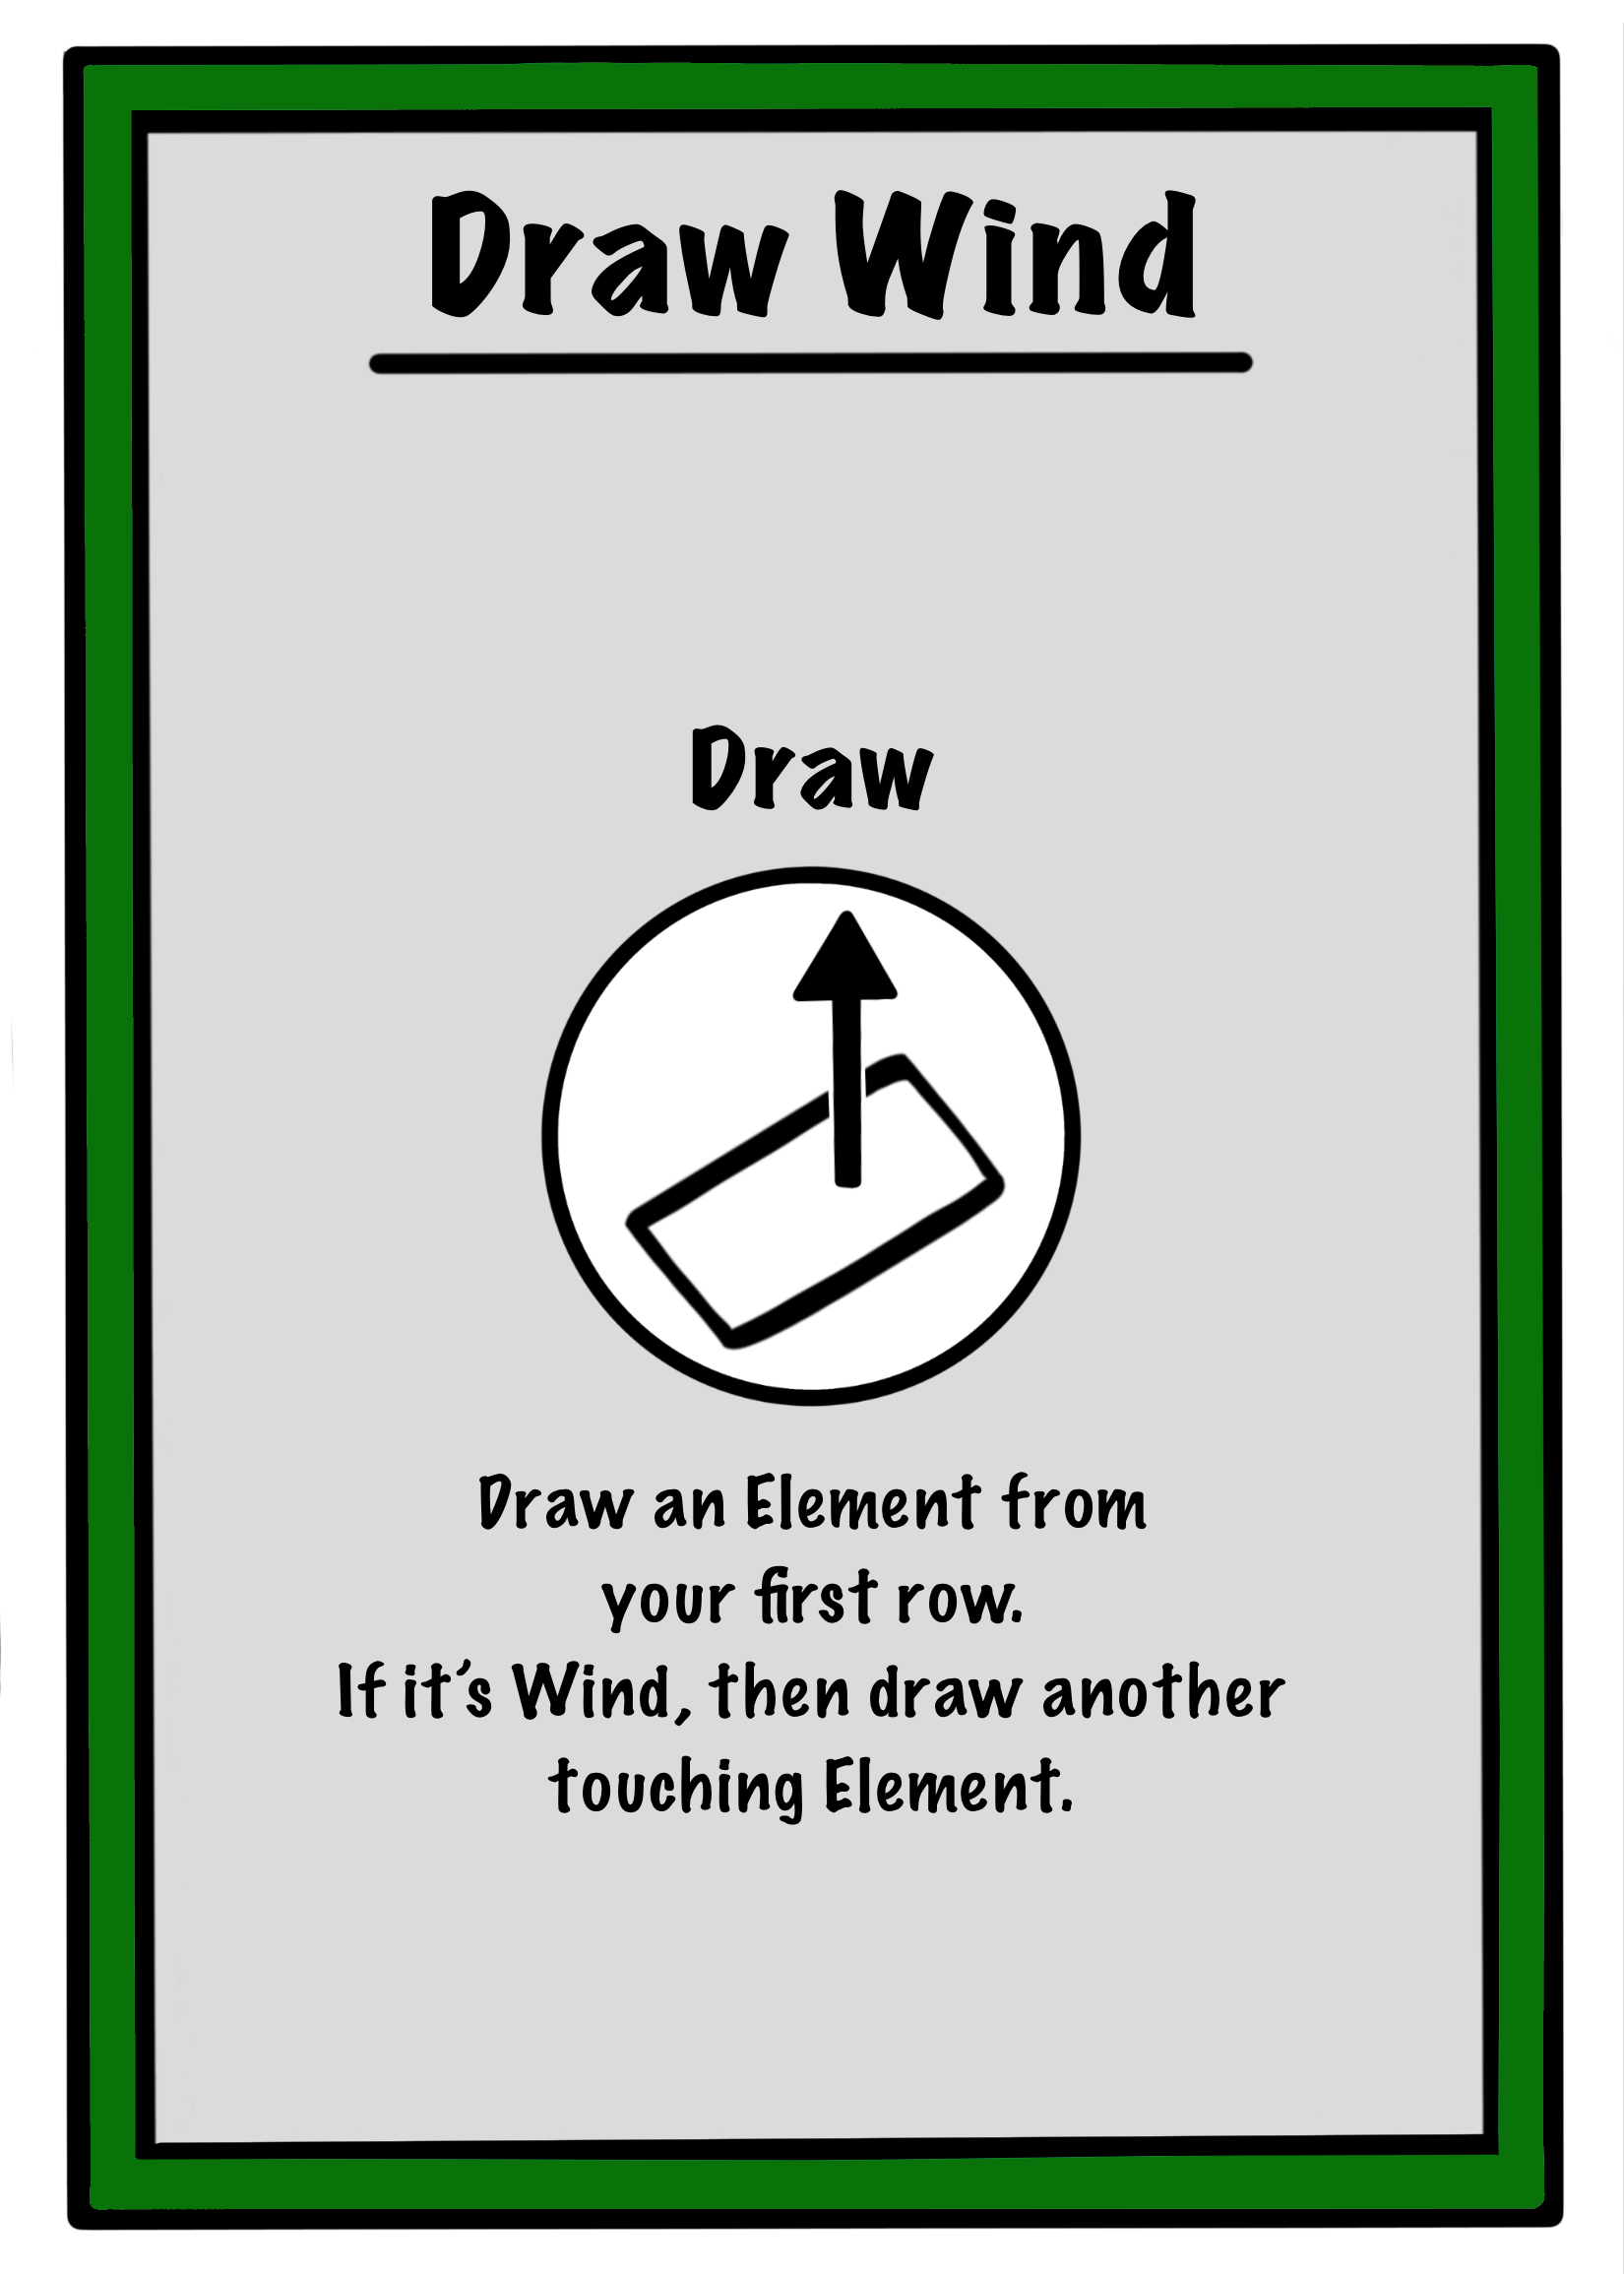 Draw Wind
Draw
Draw an Element from
your first row.
If it's Wind, then draw another
touching Element.